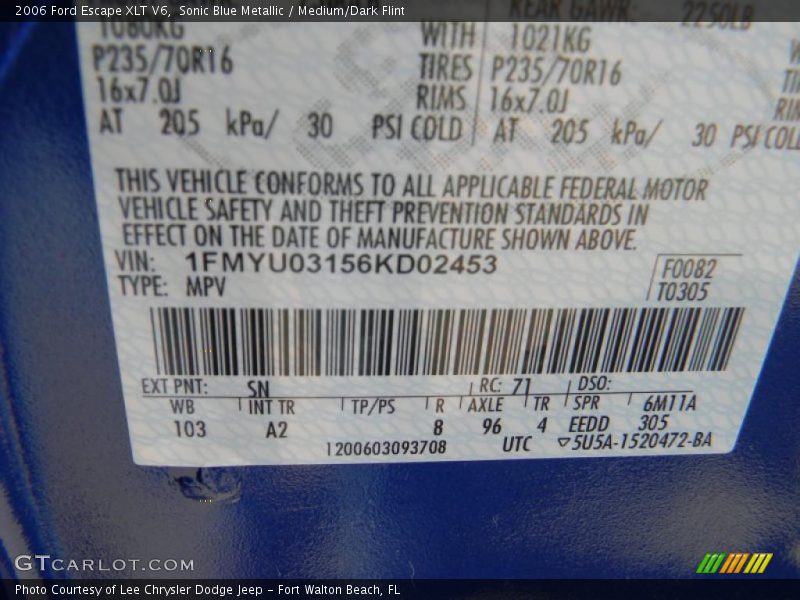 2006 Ford Escape XLT V6, Sonic Blue Metallic / Medium/Dark Flint
REAR GAWR: 2250LB
1080KG WITH 1021KG
P235/70R16 TIRES P235/70R16
16x7.0J RIMS 16x7.0J
AT 205 kPa/ 30 PSI COLD AT 205 kPa/ 30 PSI COLD
THIS VEHICLE CONFORMS TO ALL APPLICABLE FEDERAL MOTOR
VEHICLE SAFETY AND THEFT PREVENTION STANDARDS IN
EFFECT ON THE DATE OF MANUFACTURE SHOWN ABOVE.
VIN: 1FMYU03156KD02453 F0082
TYPE: MPV T0305
EXT PNT: SN RC: 71 DSO:
WB INT TR TP/PS R AXLE TR SPR 6M11A
103 A2 8 96 4 EEDD 305
1200603093708 UTC ▽5U5A-1520472-BA
GTCARLOT.COM
Photo Courtesy of Lee Chrysler Dodge Jeep - Fort Walton Beach, FL